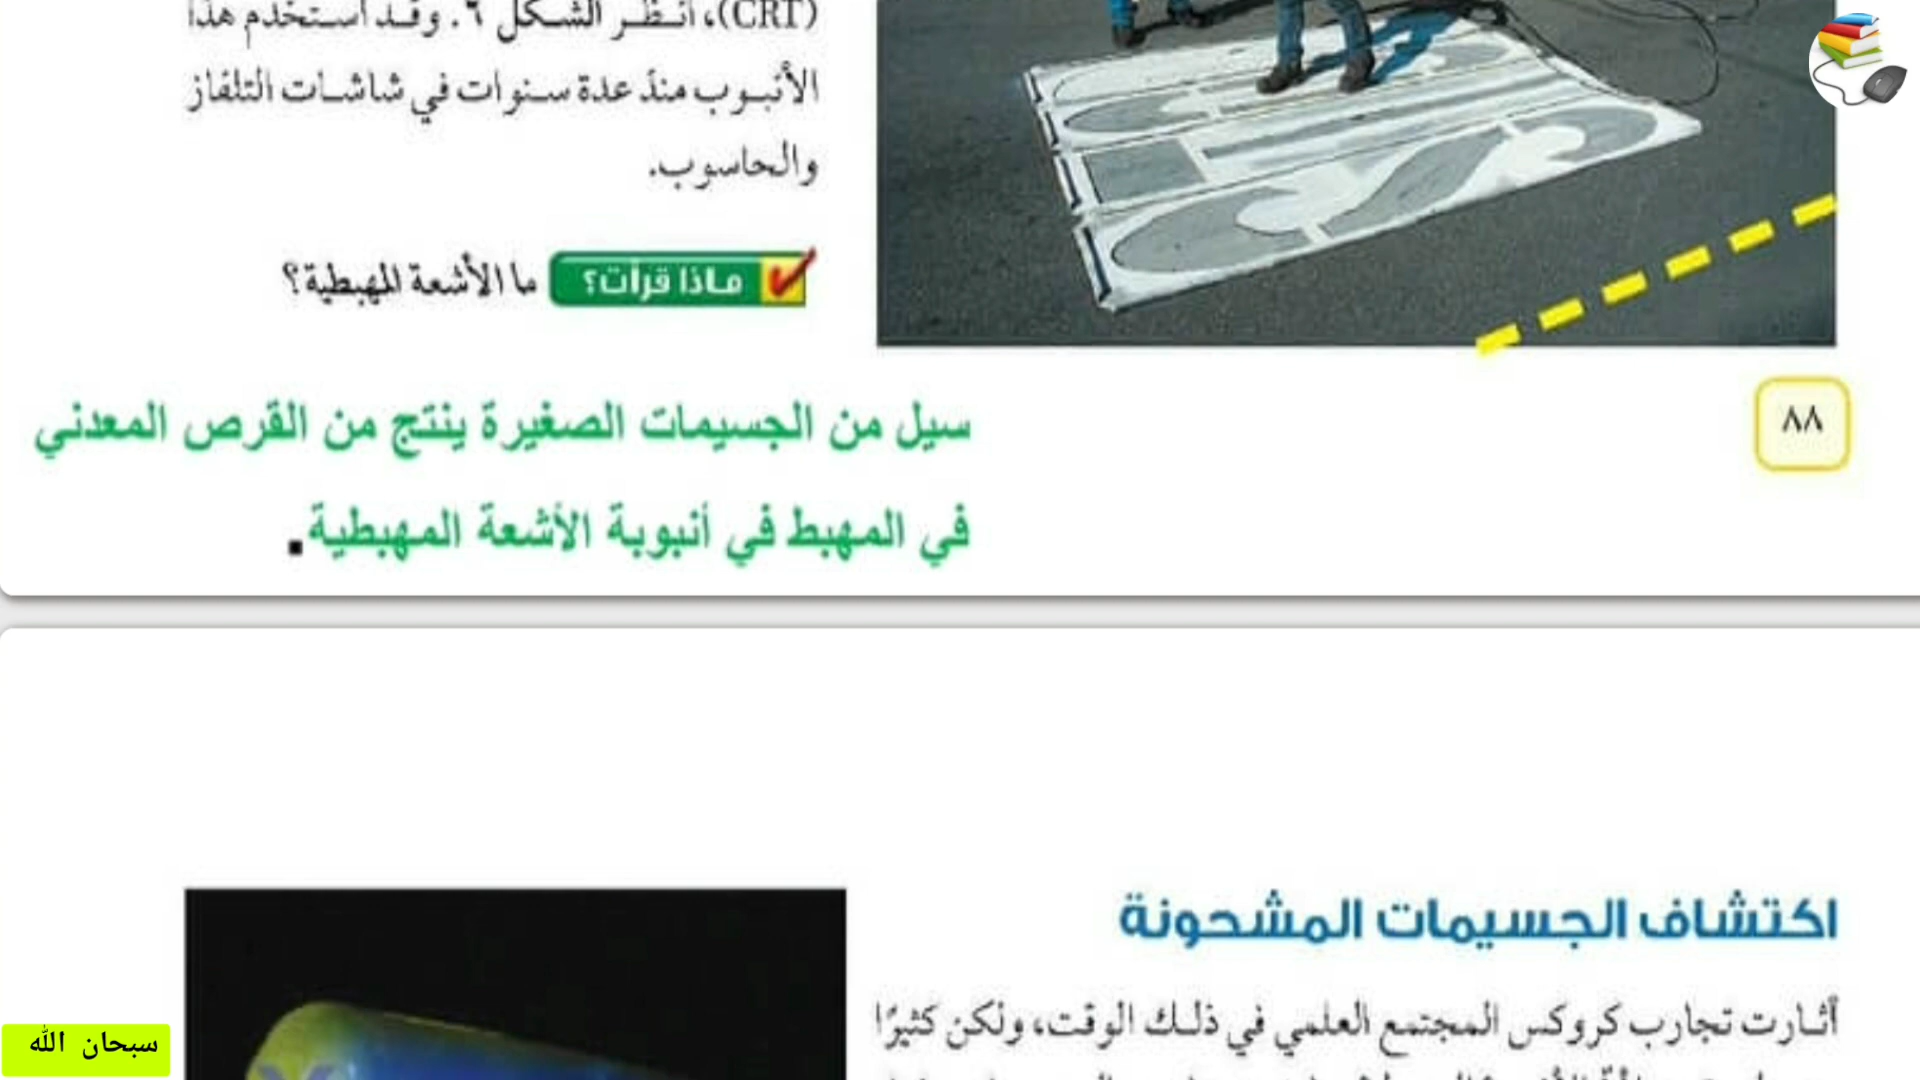 (CRT)، انظر الشكل ٦. وقد استخدم هذا
الأنبوب منذ عدة سنوات في شاشات التلفاز
والحاسوب.
ماذا قرأت؟ ما الأشعة المهبطية؟
سيل من الجسيمات الصغيرة ينتج من القرص المعدني
في المهبط في أنبوبة الأشعة المهبطية.
٨٨
اكتشاف الجسيمات المشحونة
أثارت تجارب كروكس المجتمع العلمي في ذلك الوقت، ولكن كثيرًا
سبحان الله